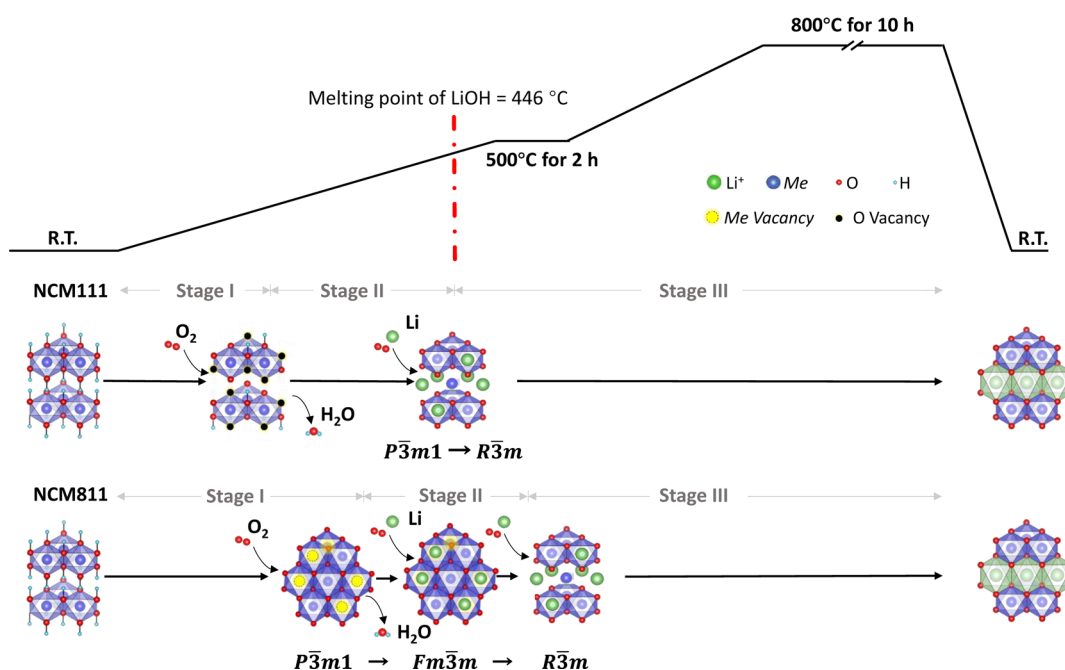 800°C for 10 h
Melting point of LiOH = 446 °C
500°C for 2 h
Li⁺ Me O H
Me Vacancy O Vacancy
R.T. R.T.
NCM111 Stage I Stage II Stage III
O₂ Li
H₂O
P3̅m1 → R3̅m
NCM811 Stage I Stage II Stage III
O₂ Li
H₂O
P3̅m1 → Fm3̅m → R3̅m